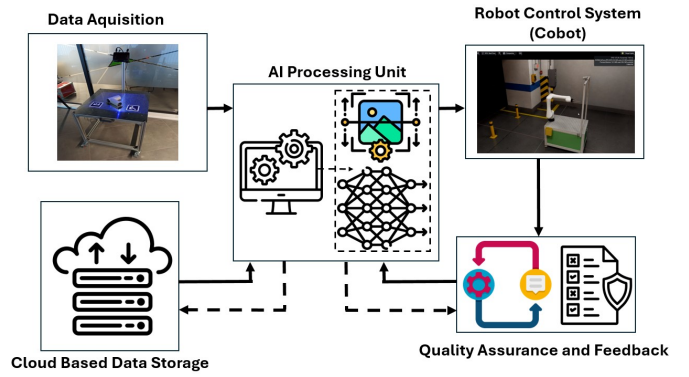 Data Aquisition
Robot Control System
(Cobot)
AI Processing Unit
Cloud Based Data Storage
Quality Assurance and Feedback